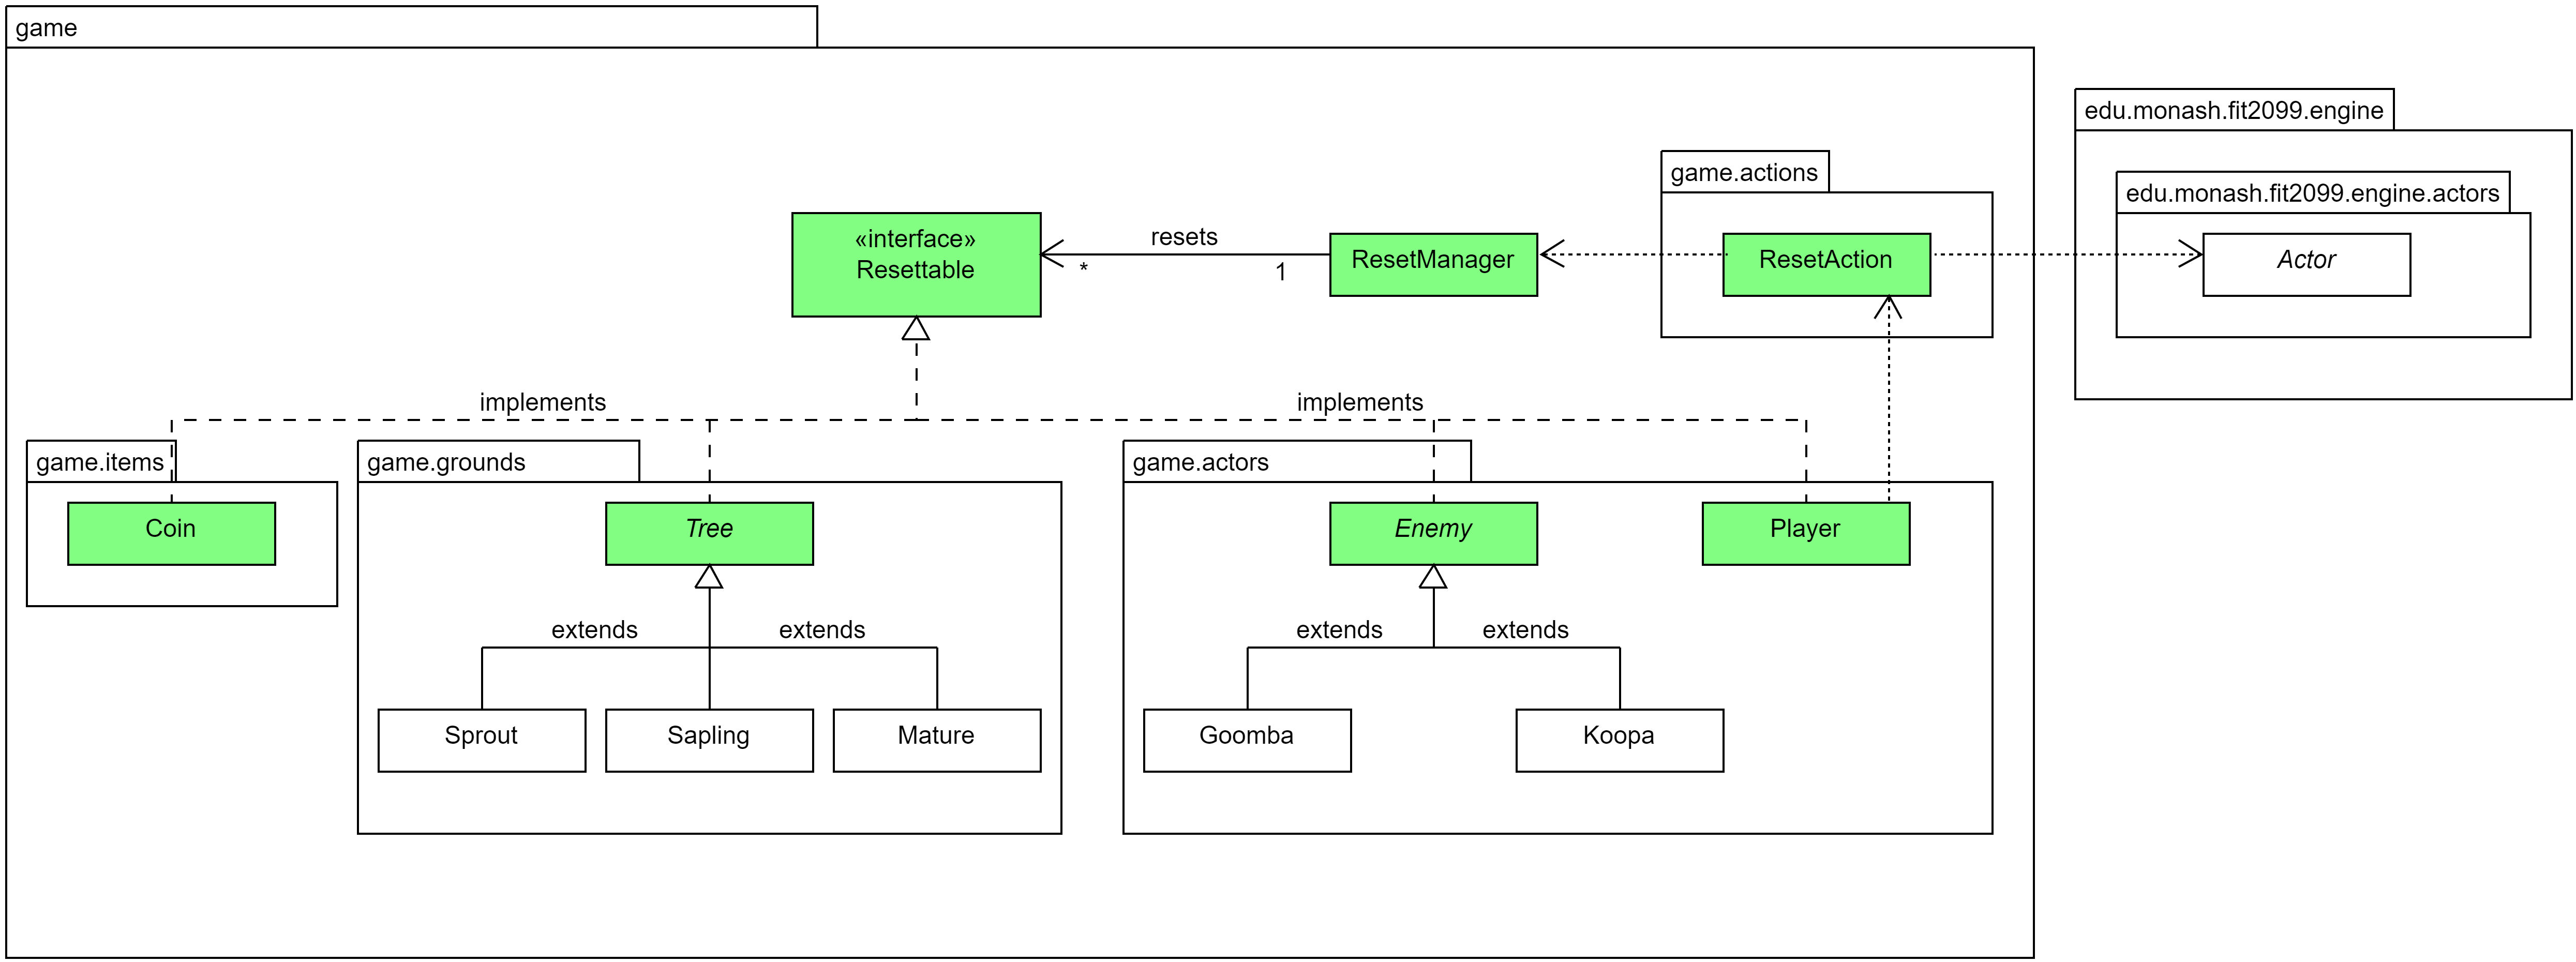 game
edu.monash.fit2099.engine
game.actions
edu.monash.fit2099.engine.actors
«interface»
Resettable
resets
*
1
ResetManager
ResetAction
Actor
implements
implements
game.items
game.grounds
game.actors
Coin
Tree
Enemy
Player
extends
extends
extends
extends
Sprout
Sapling
Mature
Goomba
Koopa